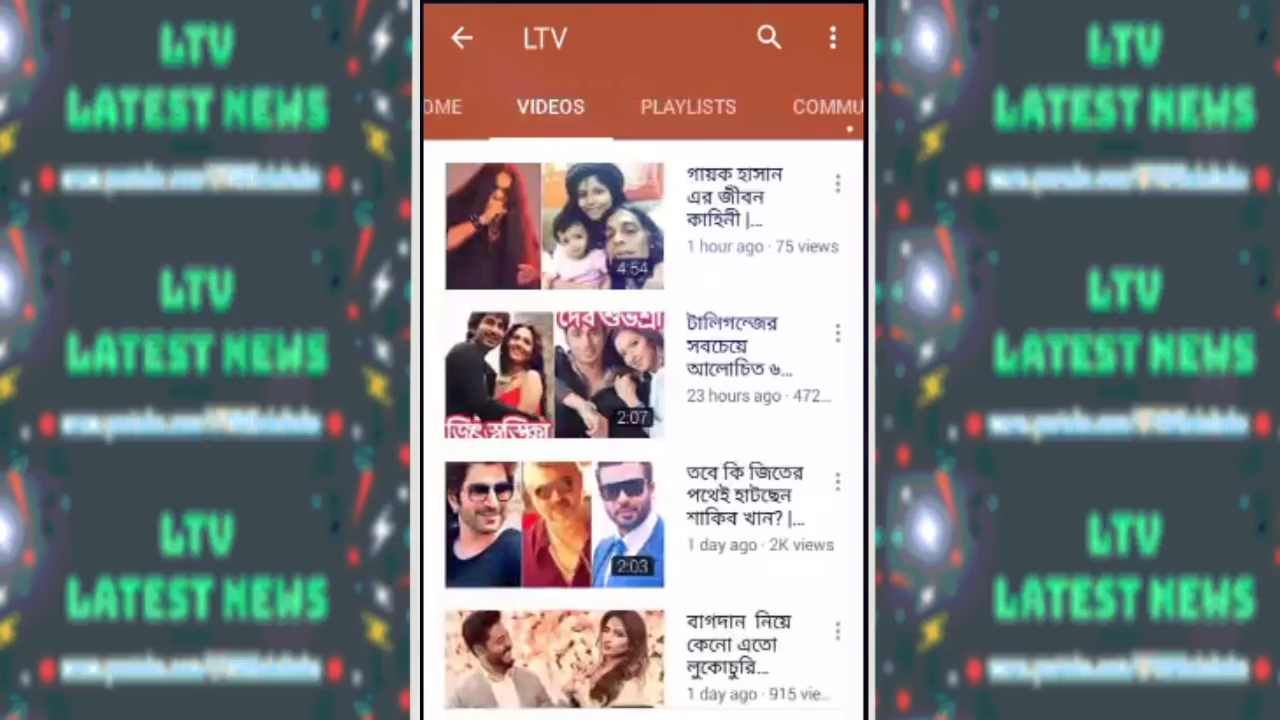 LTV
LATEST NEWS
LTV
LATEST NEWS
LTV
LATEST NEWS
LTV
OME VIDEOS PLAYLISTS COMMU
গায়ক হাসান
এর জীবন
কাহিনী |...
1 hour ago · 75 views
4:54
টালিগন্জের
সবচেয়ে
আলোচিত ৬...
23 hours ago · 472...
দেব শুভশ্রী
2:07
তবে কি জিতের
পথেই হাটছেন
শাকিব খান? |...
1 day ago · 2K views
2:03
বাগদান নিয়ে
কেনো এতো
লুকোচুরি...
1 day ago · 915 vie...
LTV
LATEST NEWS
LTV
LATEST NEWS
LTV
LATEST NEWS